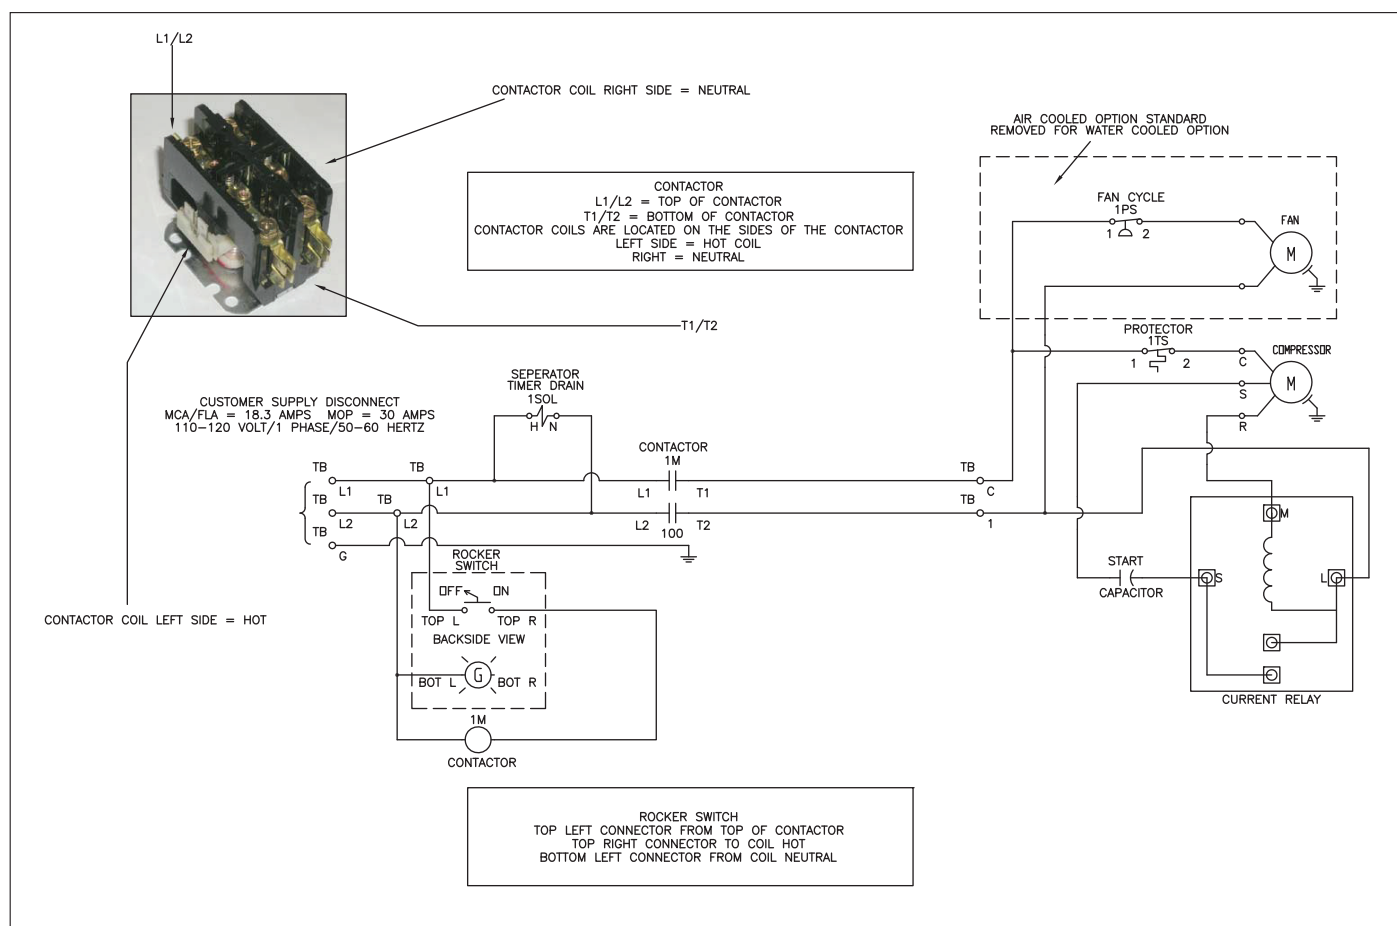 L1/L2
CONTACTOR COIL RIGHT SIDE = NEUTRAL
AIR COOLED OPTION STANDARD
REMOVED FOR WATER COOLED OPTION
CONTACTOR
L1/L2 = TOP OF CONTACTOR
T1/T2 = BOTTOM OF CONTACTOR
CONTACTOR COILS ARE LOCATED ON THE SIDES OF THE CONTACTOR
LEFT SIDE = HOT COIL
RIGHT = NEUTRAL
FAN CYCLE
1PS
1 2
FAN
M
T1/T2
PROTECTOR
1TS
1 2
C
S
R
COMPRESSOR
M
SEPERATOR
TIMER DRAIN
1SOL
H N
CUSTOMER SUPPLY DISCONNECT
MCA/FLA = 18.3 AMPS MOP = 30 AMPS
110-120 VOLT/1 PHASE/50-60 HERTZ
CONTACTOR
1M
TB
L1
TB
L1
L1
T1
TB
C
TB
L2
TB
L2
L2
T2
100
TB
1
TB
G
ROCKER
SWITCH
OFF ON
TOP L TOP R
BACKSIDE VIEW
G
BOT L BOT R
1M
CONTACTOR
CONTACTOR COIL LEFT SIDE = HOT
START
CAPACITOR
M
S
L
CURRENT RELAY
ROCKER SWITCH
TOP LEFT CONNECTOR FROM TOP OF CONTACTOR
TOP RIGHT CONNECTOR TO COIL HOT
BOTTOM LEFT CONNECTOR FROM COIL NEUTRAL